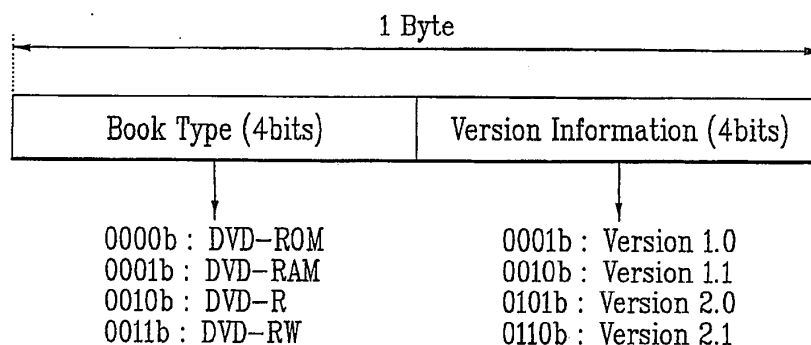 1 Byte
Book Type (4bits) Version Information (4bits)
0000b : DVD-ROM 0001b : Version 1.0
0001b : DVD-RAM 0010b : Version 1.1
0010b : DVD-R 0101b : Version 2.0
0011b : DVD-RW 0110b : Version 2.1